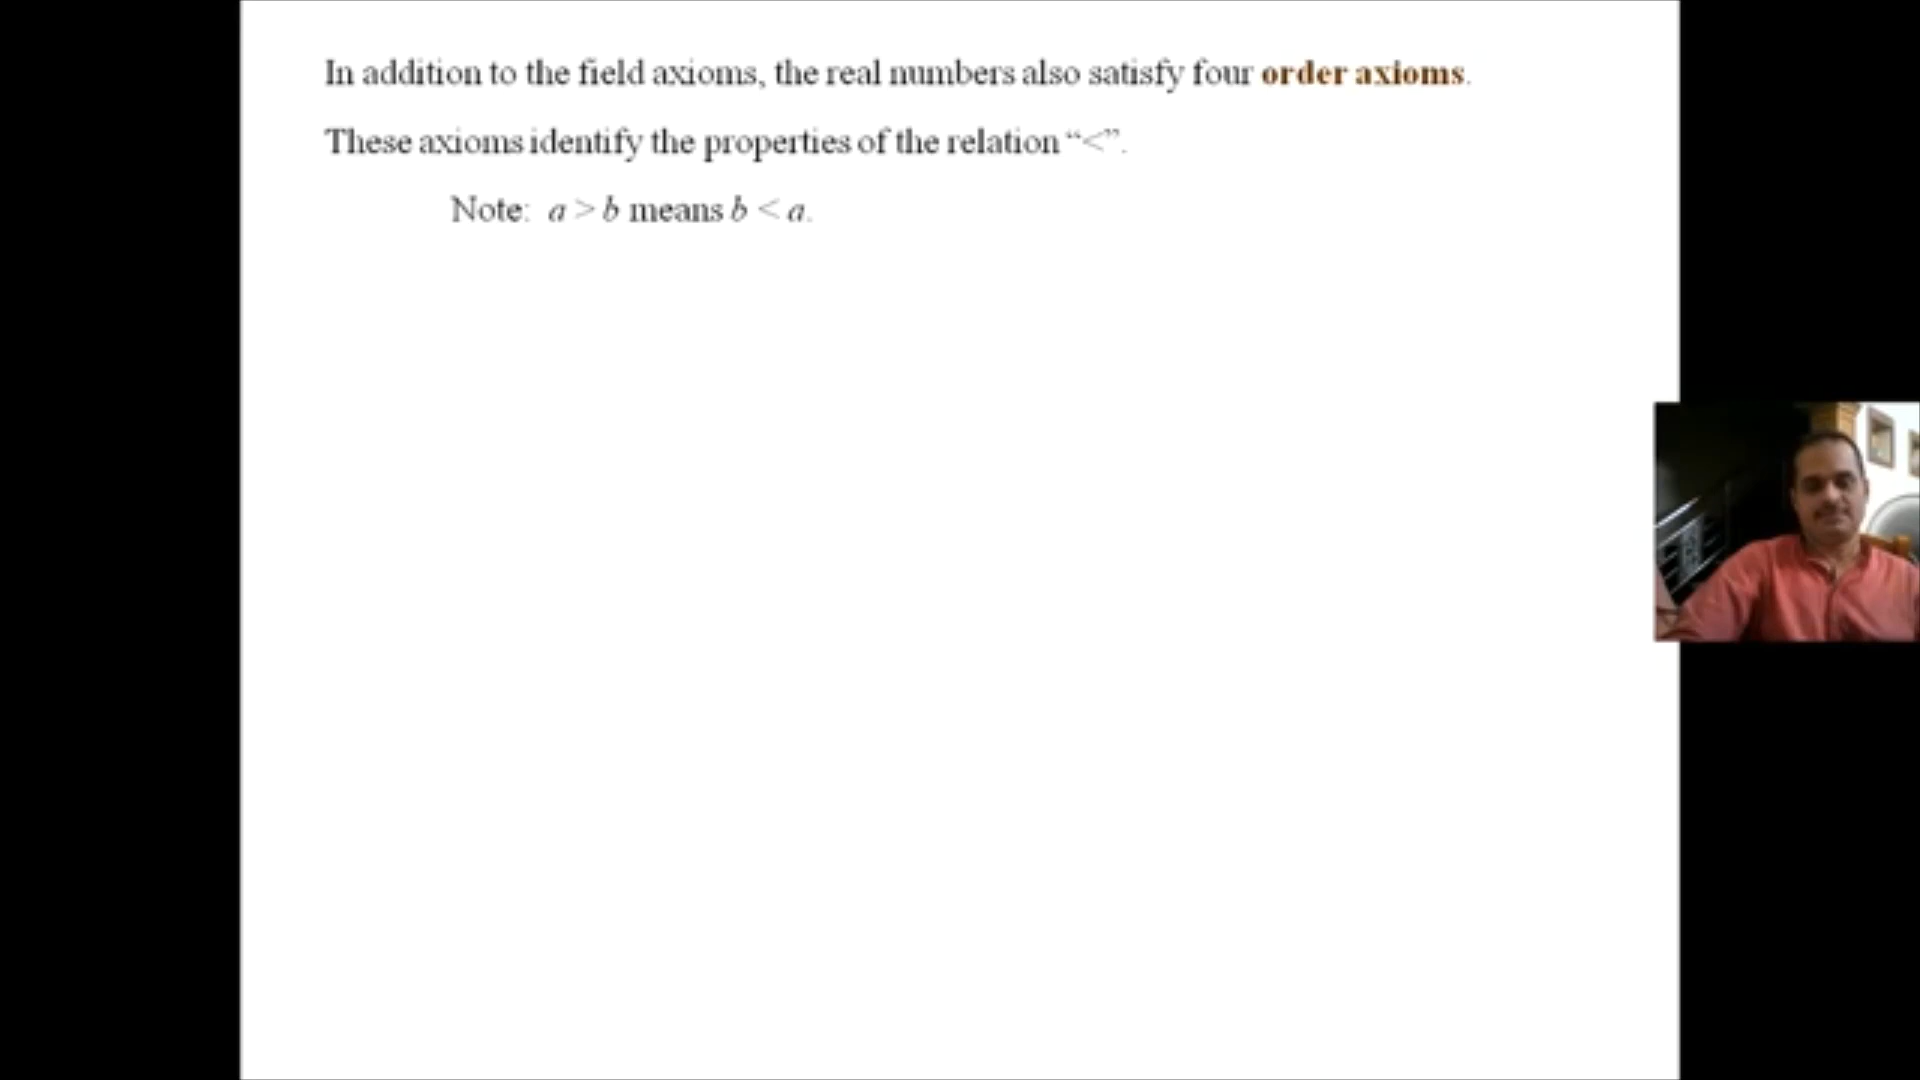 In addition to the field axioms, the real numbers also satisfy four order axioms.
These axioms identify the properties of the relation “<”.
Note: a > b means b < a.